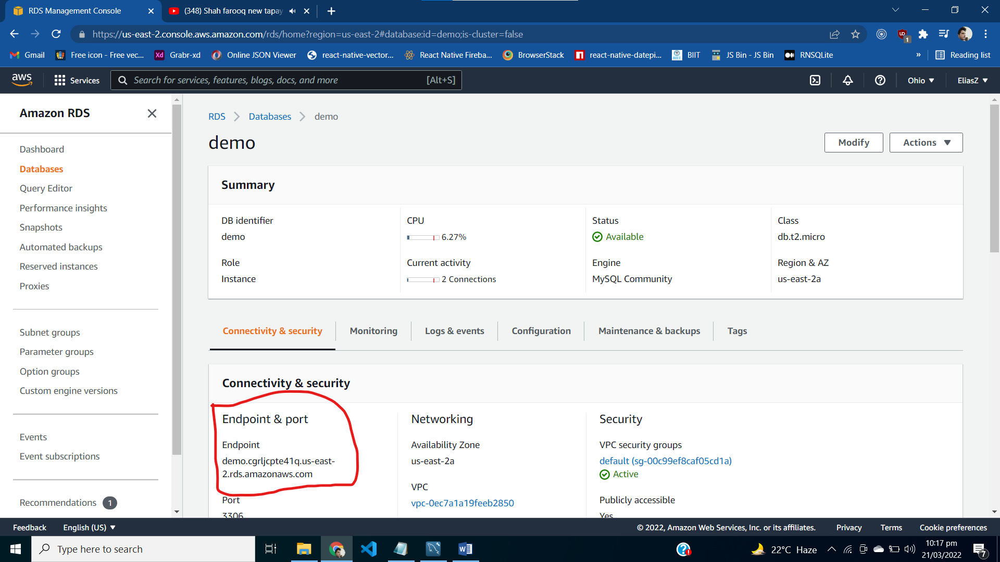 RDS Management Console
(348) Shah farooq new tapay
https://us-east-2.console.aws.amazon.com/rds/home?region=us-east-2#database:id=demo;is-cluster=false
1
Gmail
Free icon - Free vec...
Xd Grabr-xd
Online JSON Viewer
react-native-vector...
React Native Fireba...
BrowserStack
react-native-datepi...
BIIT
JS Bin - JS Bin
RNSQLite
»
Reading list
aws
Services
Search for services, features, blogs, docs, and more [Alt+S]
Ohio
EliasZ
Amazon RDS
Dashboard
Databases
Query Editor
Performance insights
Snapshots
Automated backups
Reserved instances
Proxies
Subnet groups
Parameter groups
Option groups
Custom engine versions
Events
Event subscriptions
Recommendations 1
RDS > Databases > demo
demo
Modify
Actions
Summary
DB identifier
demo
CPU
6.27%
Status
Available
Class
db.t2.micro
Role
Instance
Current activity
2 Connections
Engine
MySQL Community
Region & AZ
us-east-2a
Connectivity & security
Monitoring
Logs & events
Configuration
Maintenance & backups
Tags
Connectivity & security
Endpoint & port
Endpoint
demo.cgrljcpte41q.us-east-
2.rds.amazonaws.com
Port
3306
Networking
Availability Zone
us-east-2a
VPC
vpc-0ec7a1a19feeb2850
Security
VPC security groups
default (sg-00c99ef8caf05cd1a)
Active
Publicly accessible
Yes
Feedback
English (US)
© 2022, Amazon Web Services, Inc. or its affiliates.
Privacy
Terms
Cookie preferences
Type here to search
22°C Haze
10:17 pm
21/03/2022
7